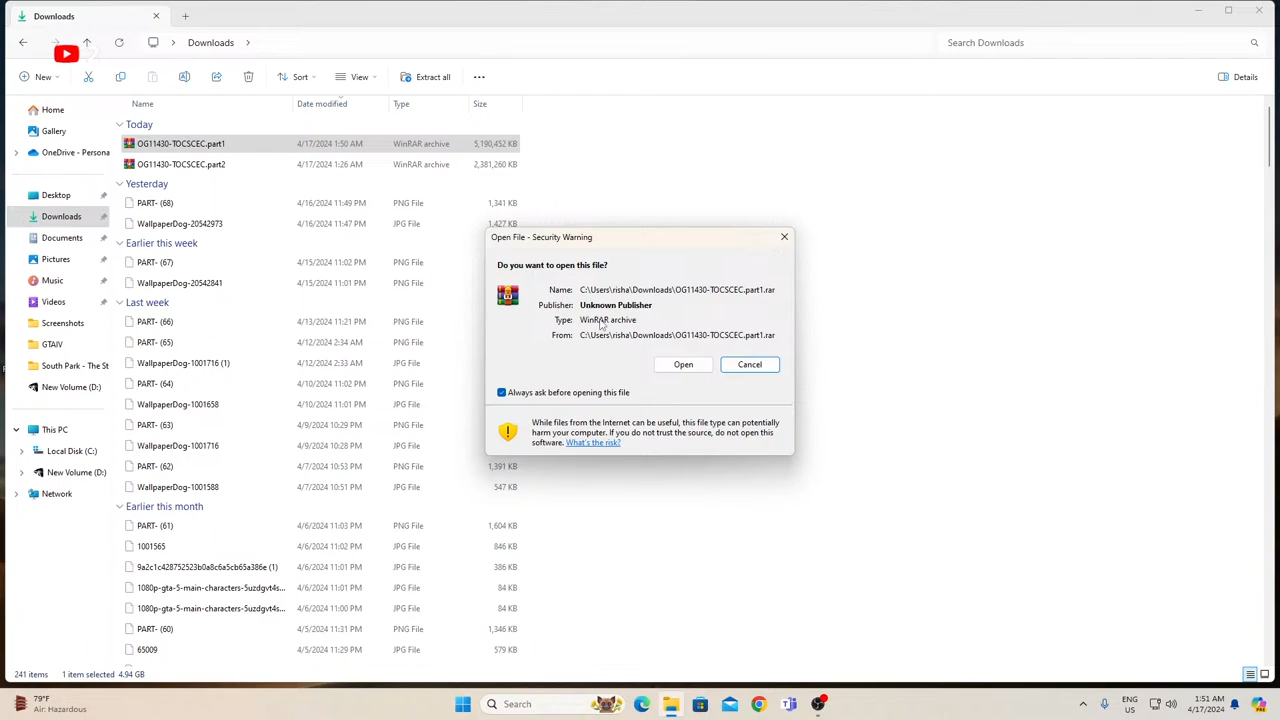 Downloads
Downloads
Search Downloads
New
Sort
View
Extract all
Details
Name Date modified Type Size
Home
Gallery
OneDrive - Persona
Desktop
Downloads
Documents
Pictures
Music
Videos
Screenshots
GTAIV
South Park - The St
New Volume (D:)
This PC
Local Disk (C:)
New Volume (D:)
Network
Today
OG11430-TOCSCEC.part1 4/17/2024 1:50 AM WinRAR archive 5,190,452 KB
OG11430-TOCSCEC.part2 4/17/2024 1:26 AM WinRAR archive 2,381,260 KB
Yesterday
PART- (68) 4/16/2024 11:49 PM PNG File 1,341 KB
WallpaperDog-20542973 4/16/2024 11:47 PM JPG File 1,427 KB
Earlier this week
PART- (67) 4/15/2024 11:02 PM PNG File
WallpaperDog-20542841 4/15/2024 11:01 PM JPG File
Last week
PART- (66) 4/13/2024 11:21 PM PNG File
PART- (65) 4/12/2024 2:34 AM PNG File
WallpaperDog-1001716 (1) 4/12/2024 2:33 AM JPG File
PART- (64) 4/10/2024 11:02 PM PNG File
WallpaperDog-1001658 4/10/2024 11:01 PM JPG File
PART- (63) 4/9/2024 11:10 PM PNG File
WallpaperDog-1001716 4/9/2024 10:28 PM JPG File
PART- (62) 4/7/2024 10:53 PM PNG File 1,391 KB
WallpaperDog-1001588 4/7/2024 10:51 PM JPG File 547 KB
Earlier this month
PART- (61) 4/6/2024 11:03 PM PNG File 1,604 KB
1001565 4/6/2024 11:02 PM JPG File 846 KB
9a2c1c428752523b0a8c6a5cb65a386e (1) 4/6/2024 11:01 PM JPG File 386 KB
1080p-gta-5-main-characters-5uzdgvt4s... 4/6/2024 11:00 PM JPG File 84 KB
1080p-gta-5-main-characters-5uzdgvt4s... 4/6/2024 11:00 PM JPG File 84 KB
PART- (60) 4/5/2024 11:31 PM PNG File 1,346 KB
65009 4/5/2024 11:29 PM JPG File 579 KB
Open File - Security Warning
Do you want to open this file?
Name: C:\Users\risha\Downloads\OG11430-TOCSCEC.part1.rar
Publisher: Unknown Publisher
Type: WinRAR archive
From: C:\Users\risha\Downloads\OG11430-TOCSCEC.part1.rar
Open Cancel
Always ask before opening this file
While files from the Internet can be useful, this file type can potentially
harm your computer. If you do not trust the source, do not open this
software. What's the risk?
241 items 1 item selected 4.94 GB
79°F
Air: Hazardous
Search
ENG
US
1:51 AM
4/17/2024